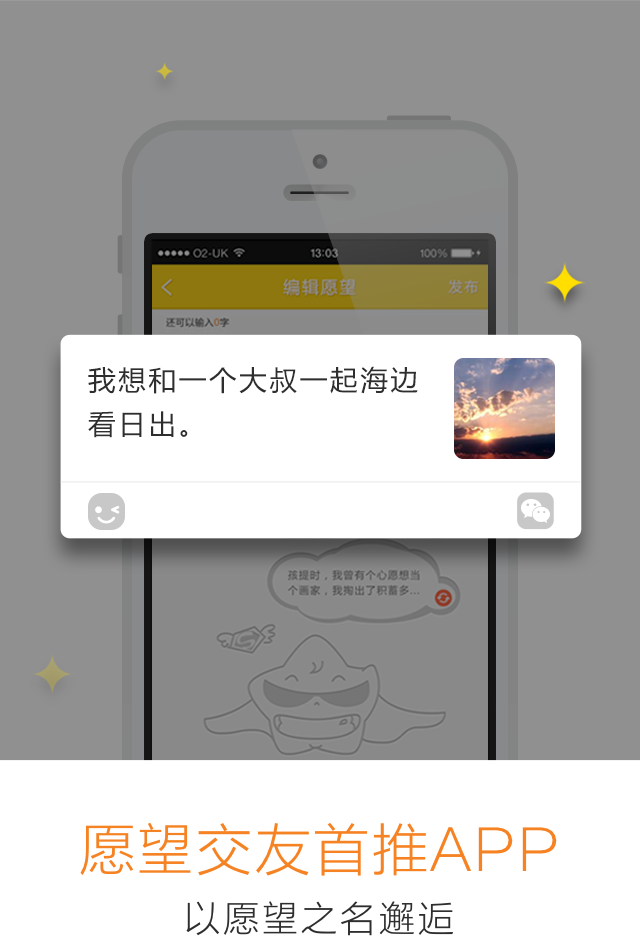 O2-UK 13:03 100%
编辑愿望 发布
还可以输入0字
我想和一个大叔一起海边
看日出。
孩提时，我曾有个心愿想当
个画家，我掏出了积蓄多...
S
愿望交友首推APP
以愿望之名邂逅